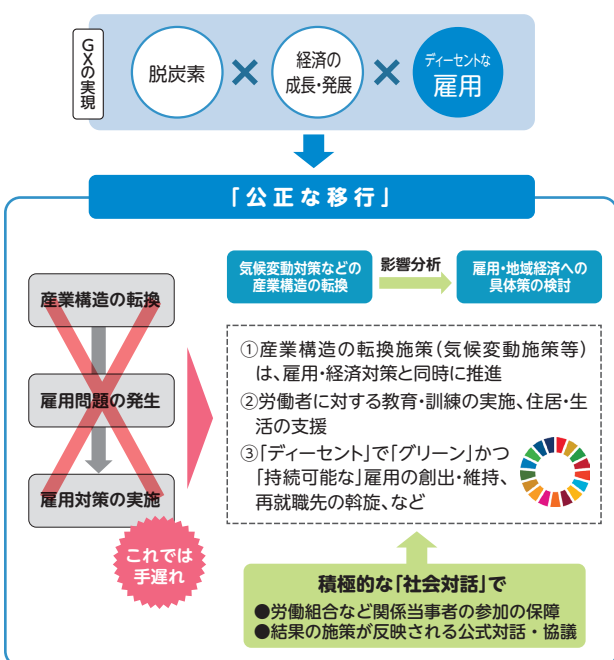 GXの実現
脱炭素
×
経済の
成長・発展
×
ディーセントな
雇用
「公正な移行」
気候変動対策などの
産業構造の転換
影響分析
雇用・地域経済への
具体策の検討
産業構造の転換
雇用問題の発生
雇用対策の実施
これでは
手遅れ
①産業構造の転換施策(気候変動施策等)
は、雇用・経済対策と同時に推進
②労働者に対する教育・訓練の実施、住居・生
活の支援
③「ディーセント」で「グリーン」かつ
「持続可能な」雇用の創出・維持、
再就職先の斡旋、など
積極的な「社会対話」で
●労働組合など関係当事者の参加の保障
●結果の施策が反映される公式対話・協議